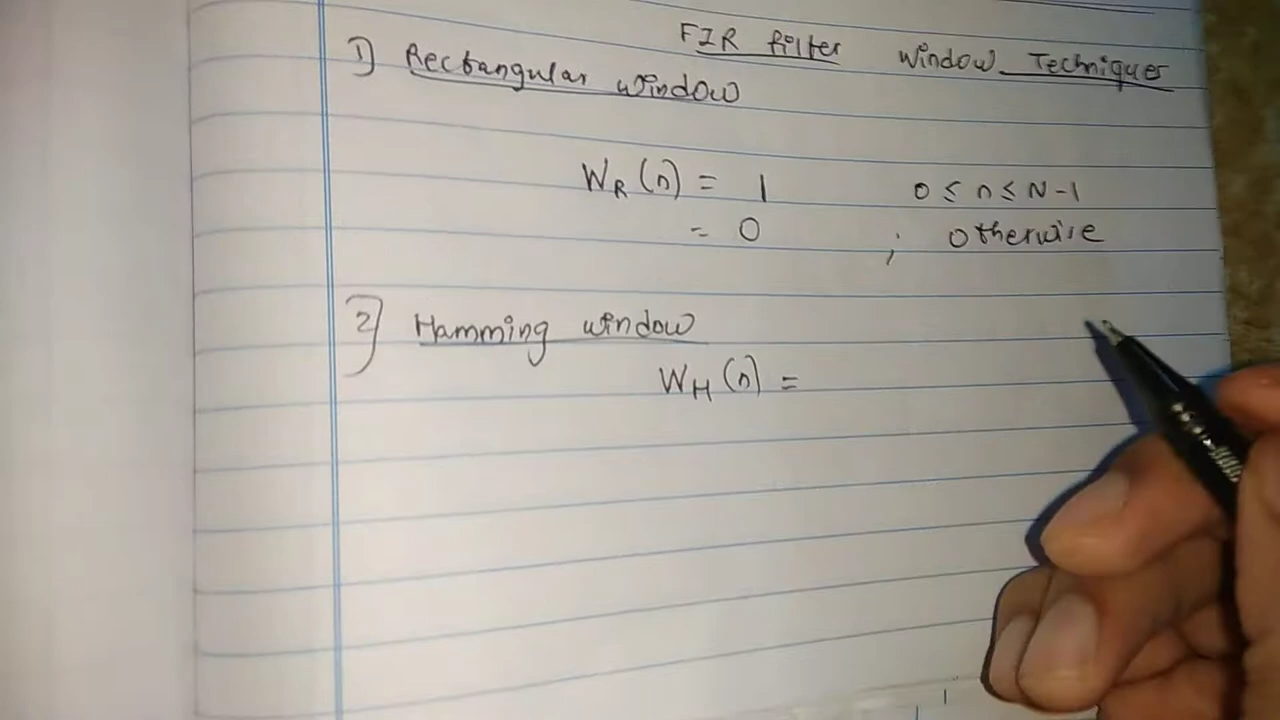 FIR filter window Techniques
1) Rectangular window
WR(n) = 1 0 ≤ n ≤ N-1
= 0 ; otherwise
2) Hamming window
WH(n) =